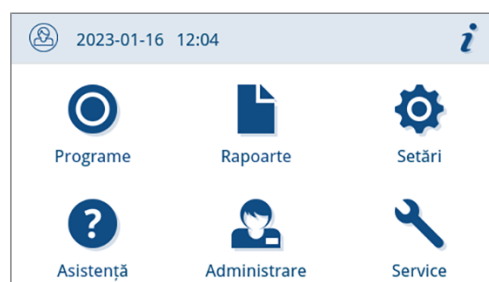 2023-01-16 12:04
Programe Rapoarte Setări
Asistență Administrare Service